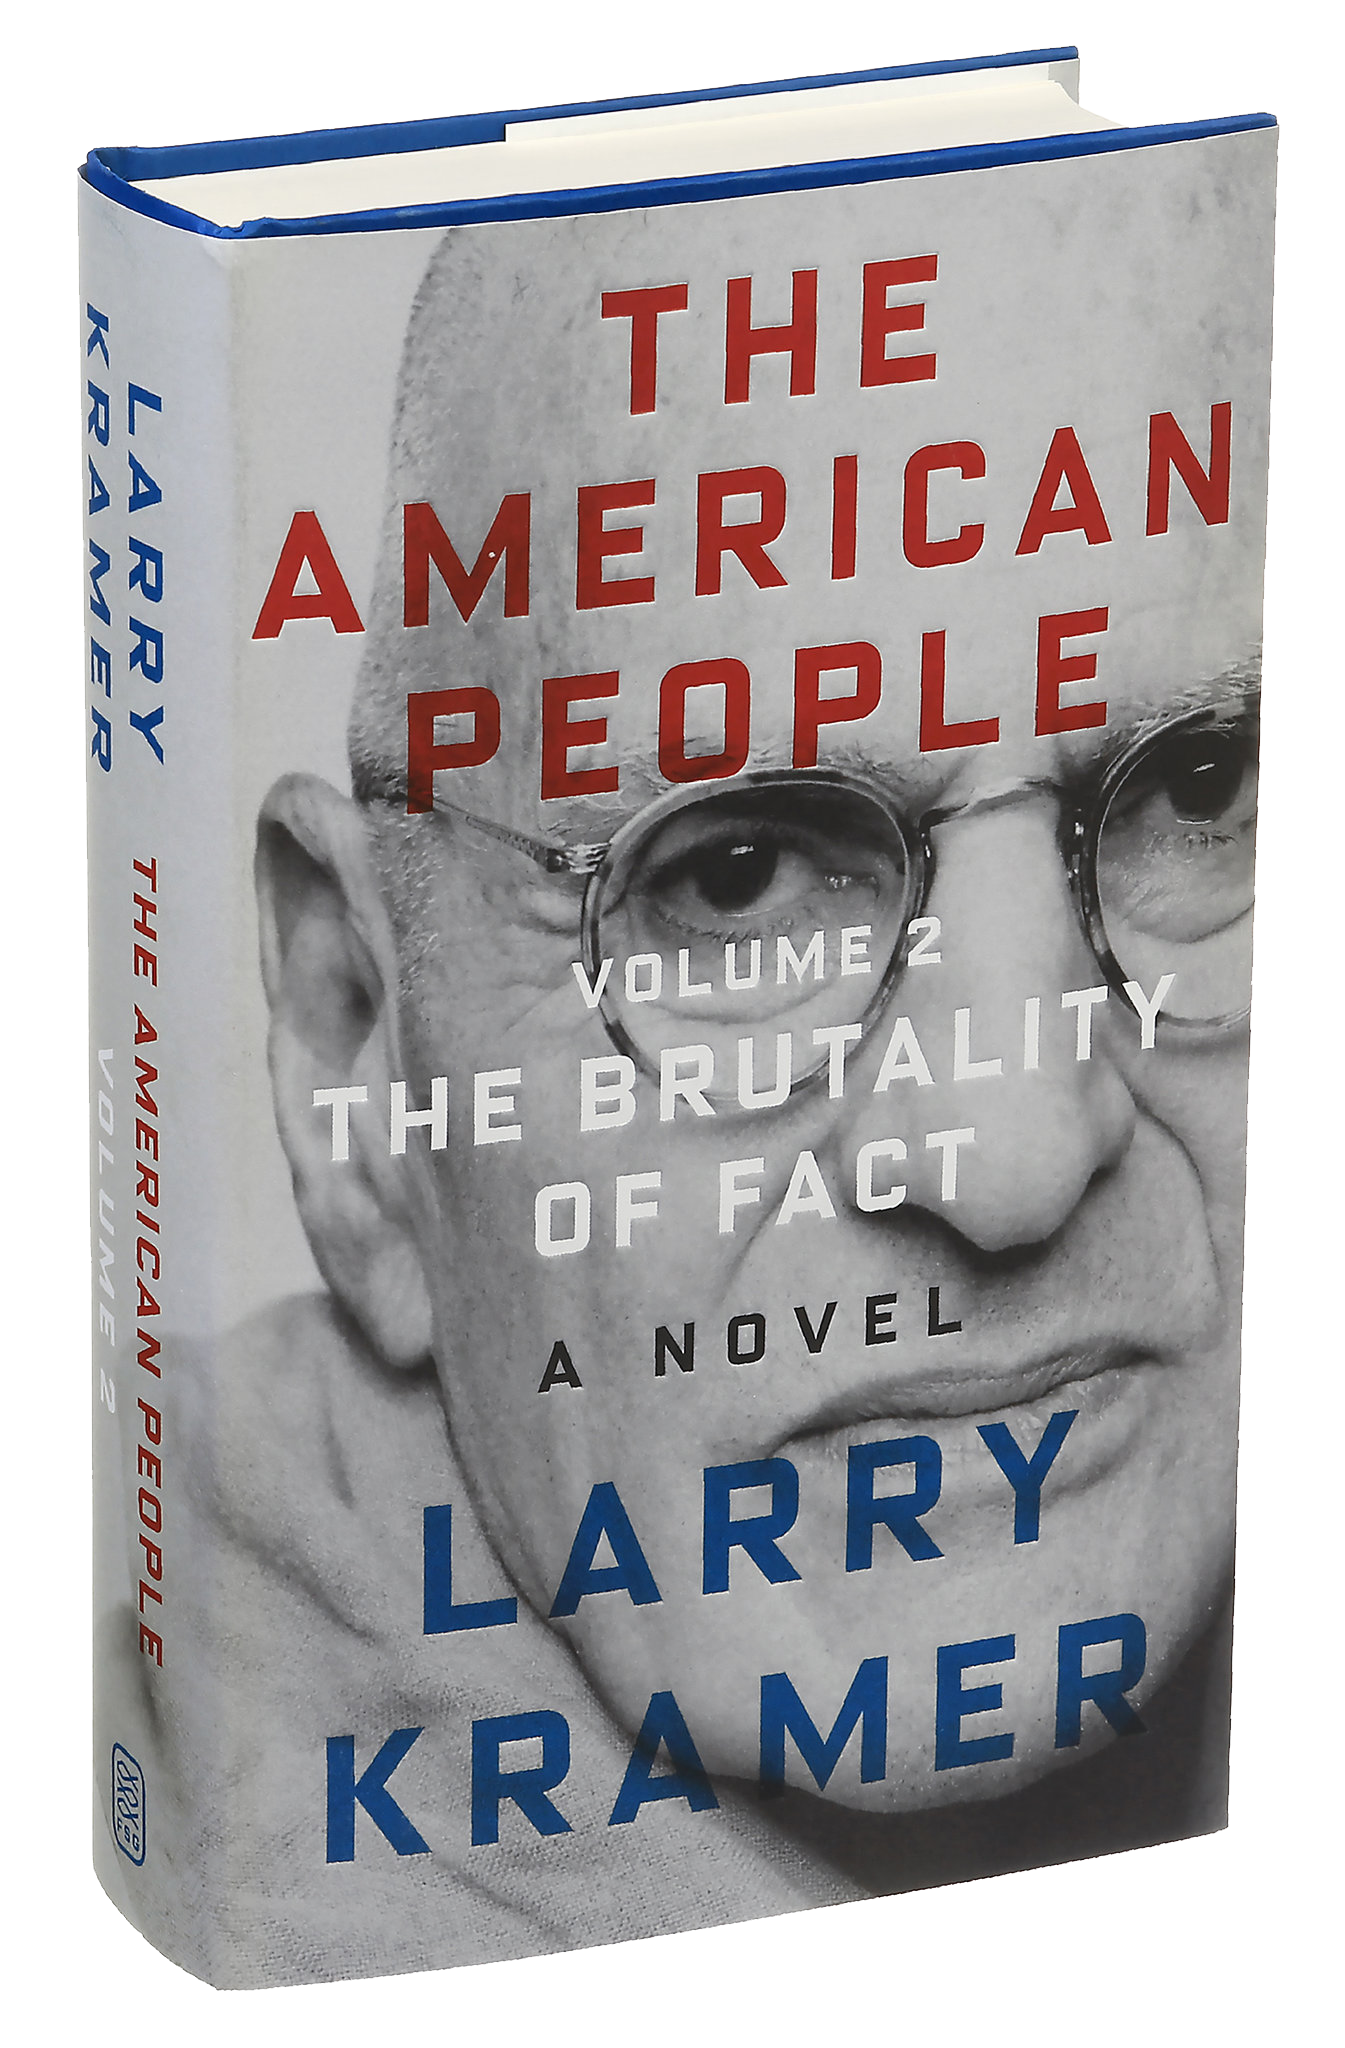 THE
AMERICAN
PEOPLE
VOLUME 2
THE BRUTALITY
OF FACT
A NOVEL
LARRY
KRAMER
LARRY
KRAMER
THE AMERICAN PEOPLE
VOLUME 2
FSG